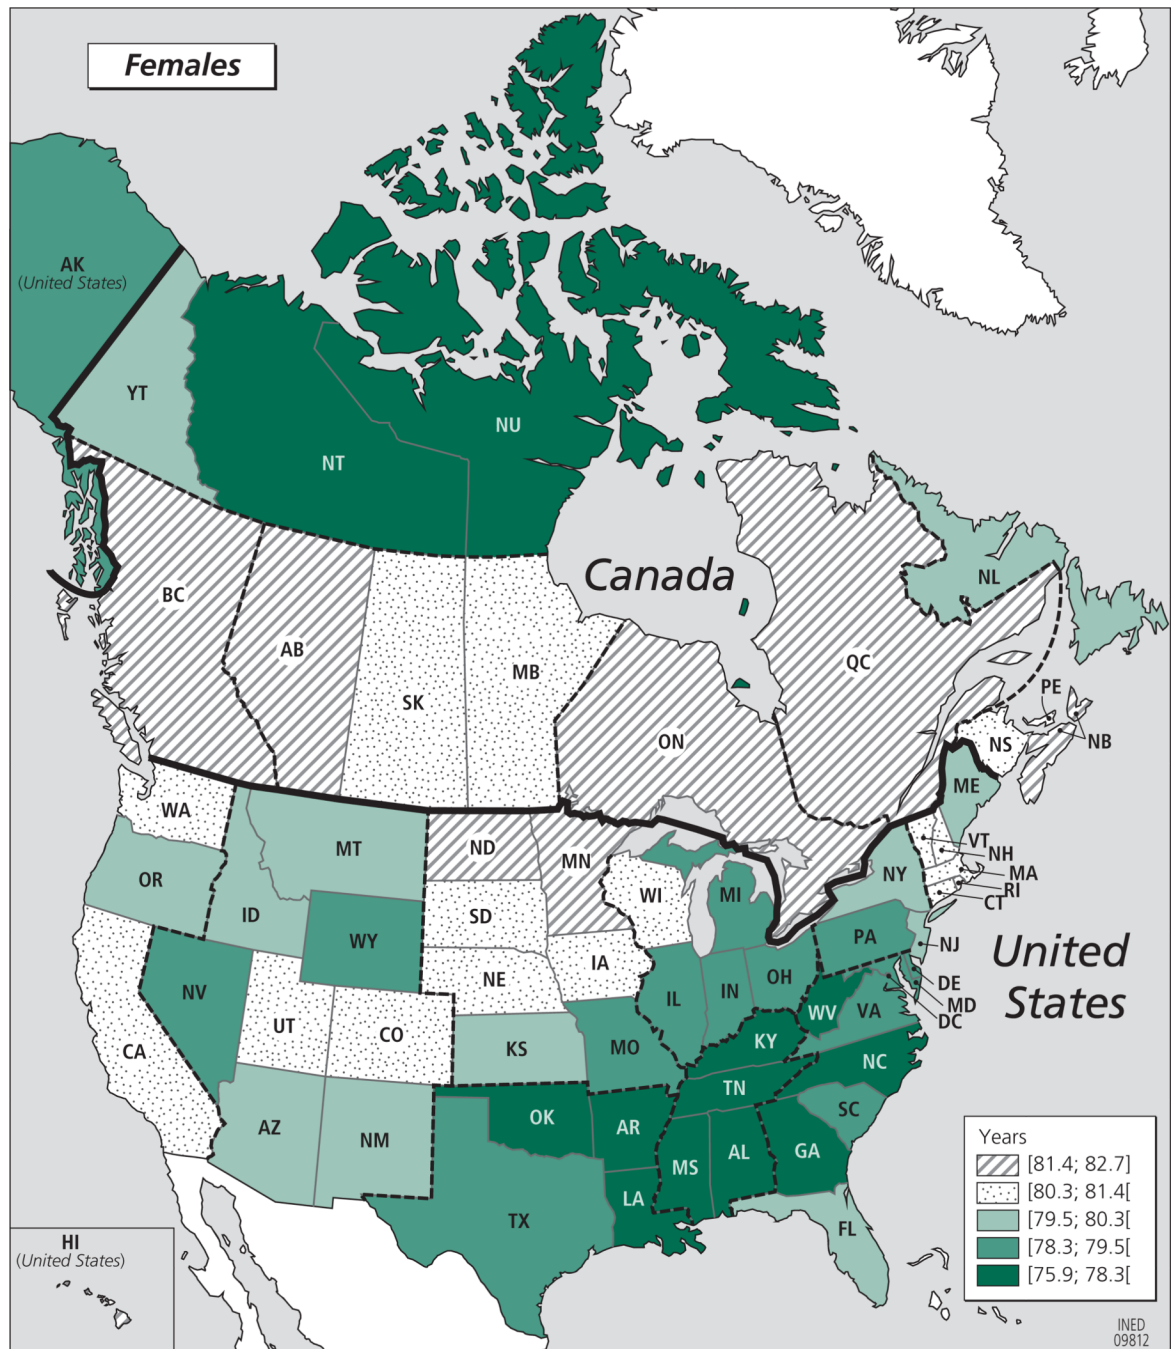 Females
AK
(United States)
YT
NU
NT
Canada
NL
BC
AB
QC
MB
SK
PE
ON
NS
NB
ME
WA
VT
ND
MT
NH
MN
MA
NY
OR
RI
WI
MI
CT
ID
SD
PA
WY
NJ
United
States
IA
NE
OH
DE
NV
IL
IN
MD
WV
VA
DC
UT
CO
KY
CA
KS
MO
NC
TN
SC
OK
AR
AZ
NM
GA
AL
MS
LA
TX
FL
HI
(United States)
Years
[81.4; 82.7]
[80.3; 81.4[
[79.5; 80.3[
[78.3; 79.5[
[75.9; 78.3[
INED
09812